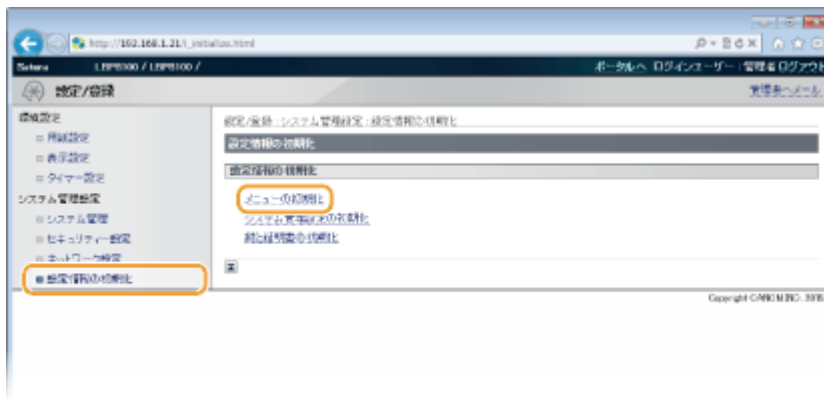 http://192.168.1.21/_initialize.html
Satera LBP8100 / LBP8100 /
ポータルへ ログインユーザー：管理者 ログアウト
設定/登録
管理者へメール
環境設定
用紙設定
表示設定
タイマー設定
システム管理設定
システム管理
セキュリティー設定
ネットワーク設定
設定情報の初期化
設定/登録 : システム管理設定 : 設定情報の初期化
設定情報の初期化
設定情報の初期化
メニューの初期化
システム管理設定の初期化
鍵と証明書の初期化
Copyright CANON INC.